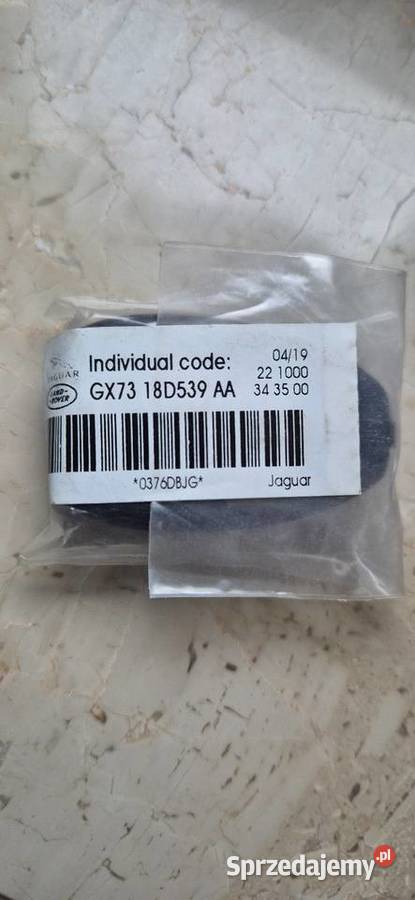 Individual code:
04/19
JAGUAR
22 1000
LAND-
ROVER
GX73 18D539 AA
34 35 00
*0376DBJG*
Jaguar
Sprzedajemy.pl